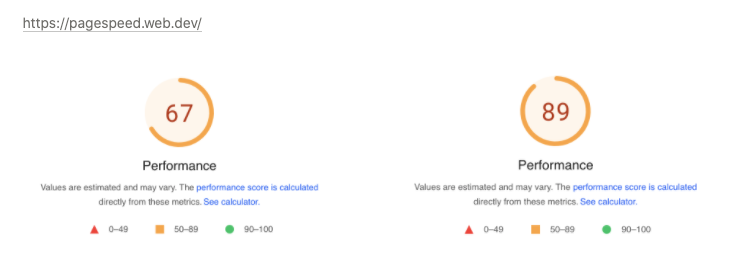 https://pagespeed.web.dev/
67
Performance
Values are estimated and may vary. The performance score is calculated
directly from these metrics. See calculator.
0–49
50–89
90–100
89
Performance
Values are estimated and may vary. The performance score is calculated
directly from these metrics. See calculator.
0–49
50–89
90–100